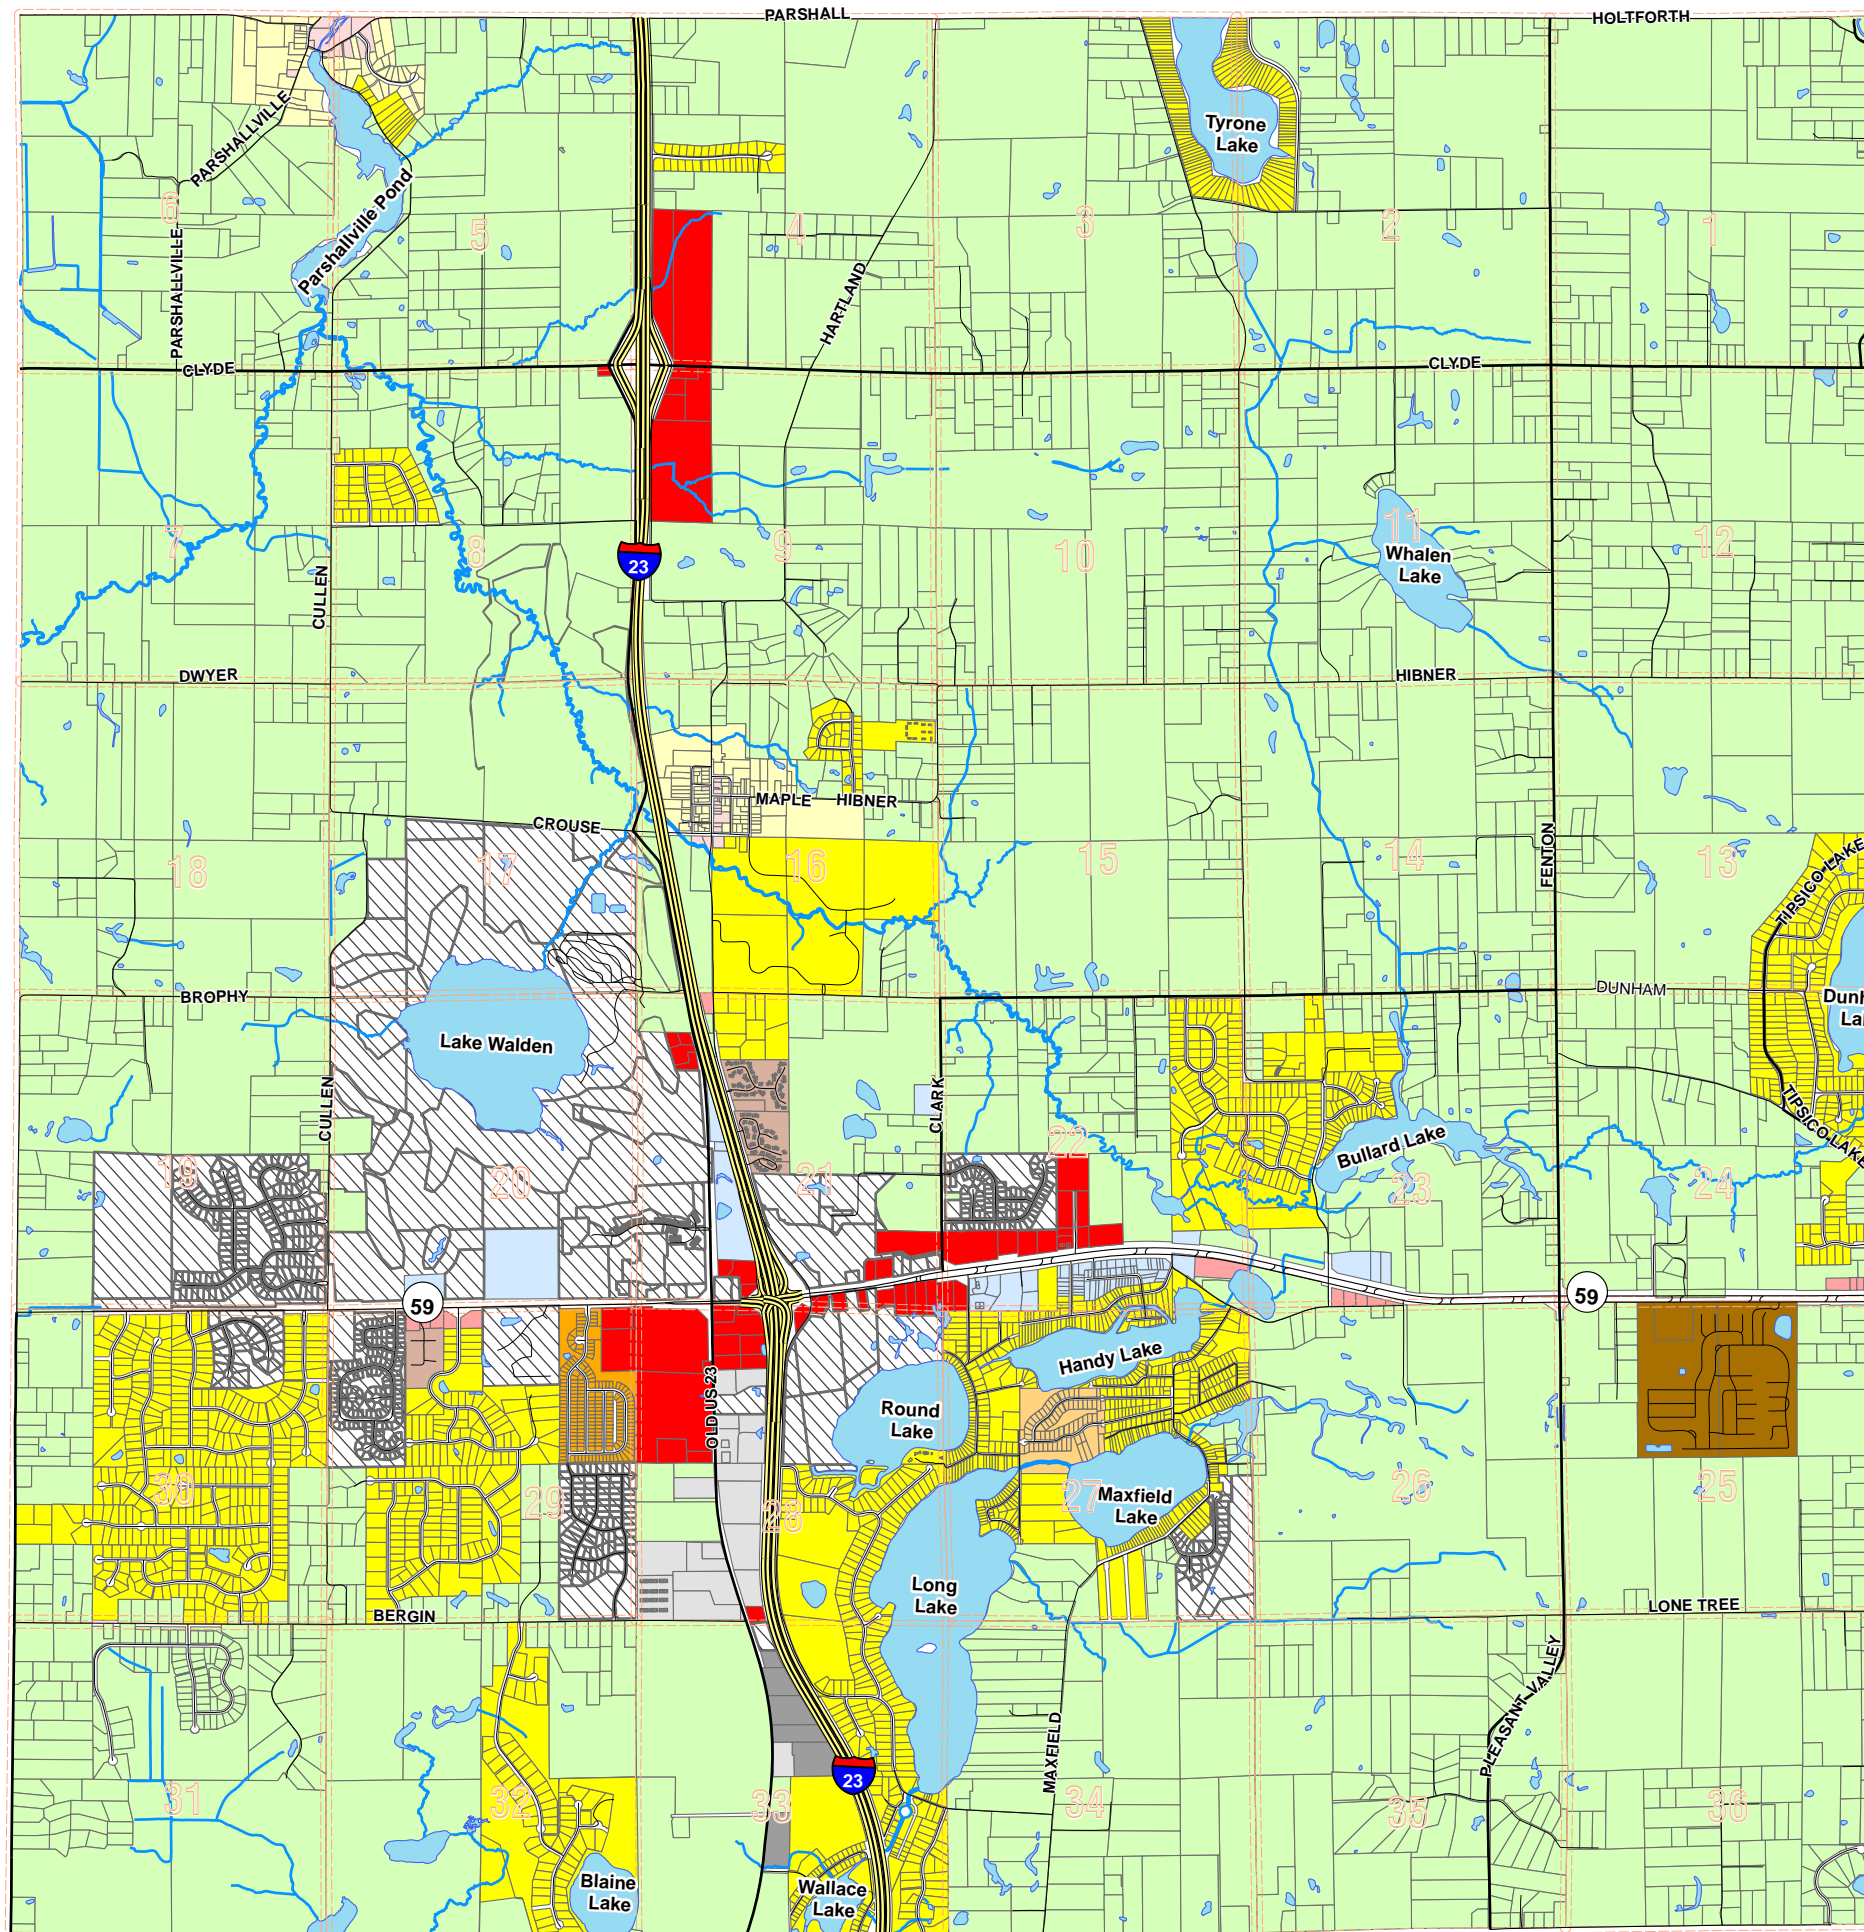 PARSHALL
HOLTFORTH
PARSHALLVILLE
Tyrone
Lake
6
PARSHALLVILLE
Parshallville Pond
5
4
3
2
1
HARTLAND
CLYDE
CLYDE
7
CULLEN
8
23
9
10
11
Whalen
Lake
12
DWYER
HIBNER
MAPLE
HIBNER
CROUSE
FENTON
18
17
16
15
14
13
TIPSICO LAKE
BROPHY
DUNHAM
Dunh
Lak
Lake Walden
CULLEN
CLARK
TIPSICO LAKE
22
Bullard Lake
19
20
21
23
24
59
59
Handy Lake
OLD US 23
Round
Lake
30
29
28
27
Maxfield
Lake
26
25
Long
Lake
BERGIN
LONE TREE
PLEASANT VALLEY
MAXFIELD
23
31
32
33
34
35
36
Blaine
Lake
Wallace
Lake